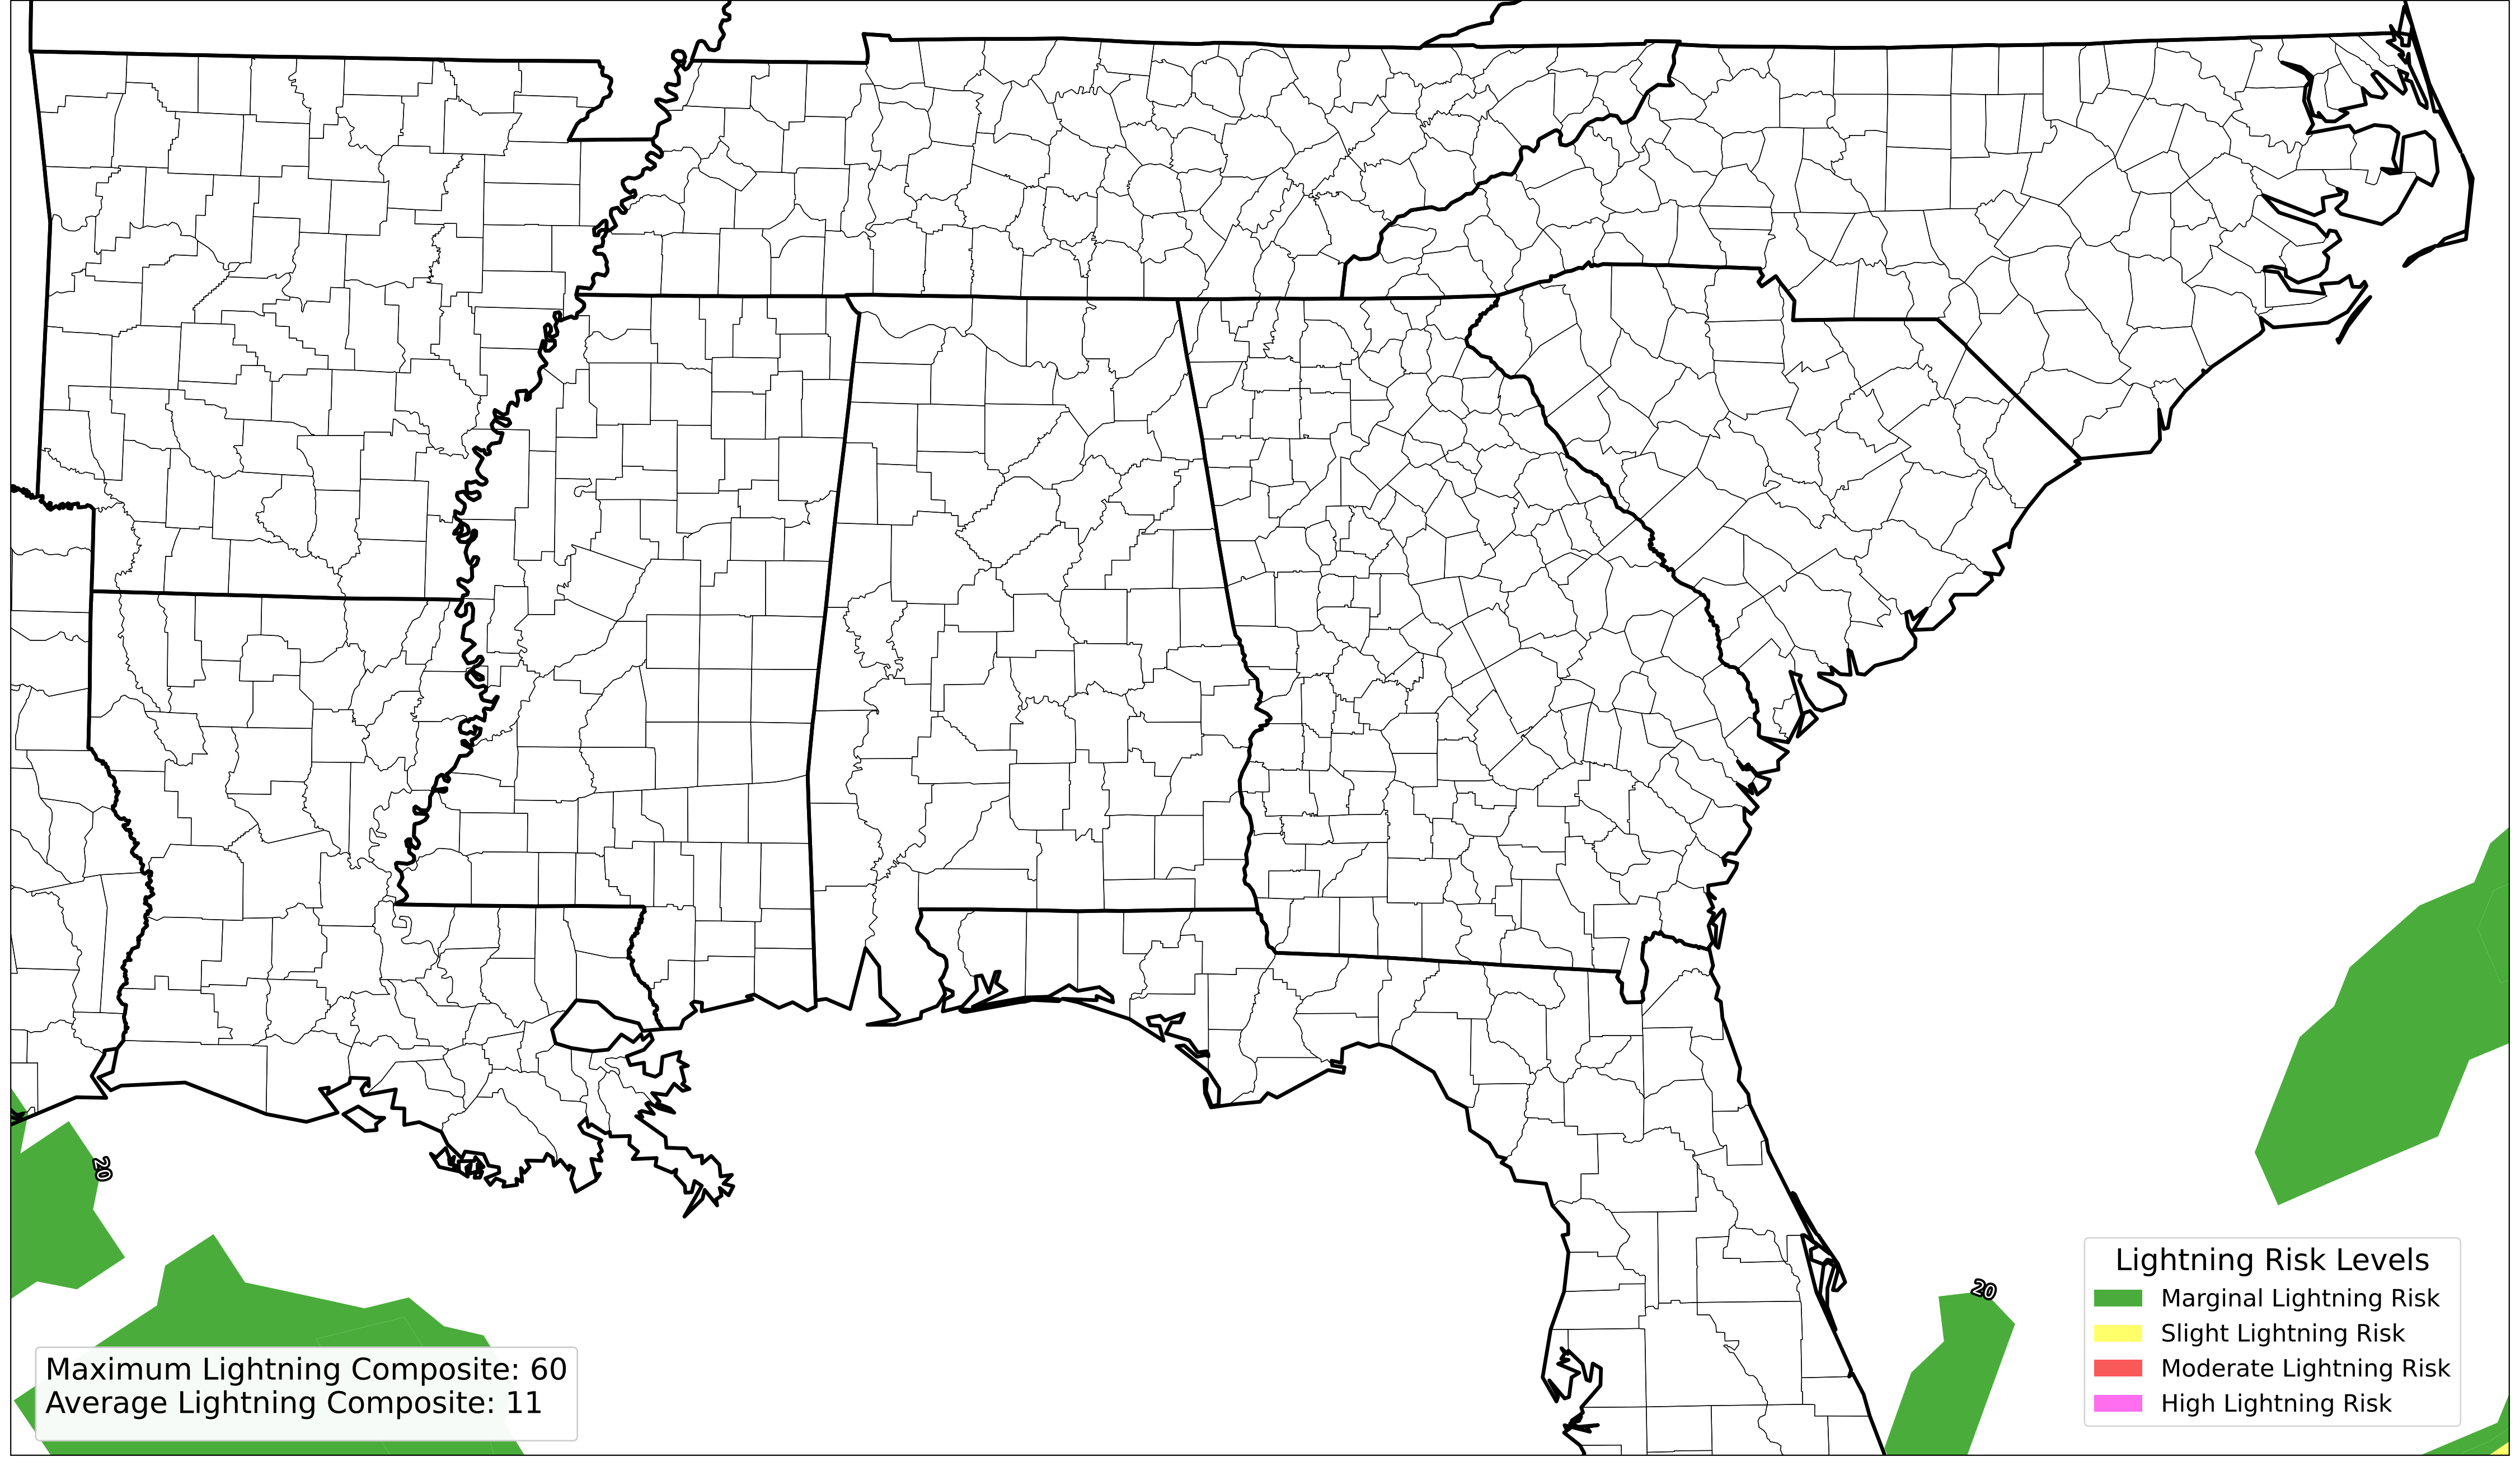 20
20
Lightning Risk Levels
Marginal Lightning Risk
Slight Lightning Risk
Moderate Lightning Risk
High Lightning Risk
Maximum Lightning Composite: 60
Average Lightning Composite: 11